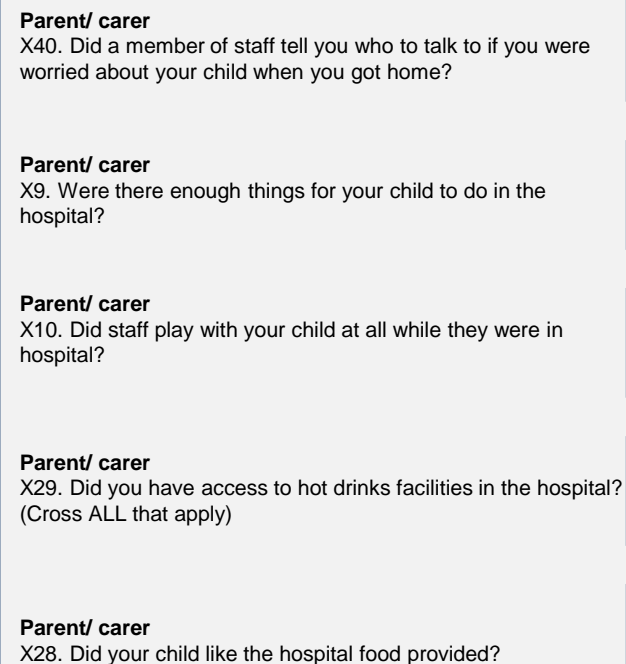 Parent/ carer
X40. Did a member of staff tell you who to talk to if you were
worried about your child when you got home?
Parent/ carer
X9. Were there enough things for your child to do in the
hospital?
Parent/ carer
X10. Did staff play with your child at all while they were in
hospital?
Parent/ carer
X29. Did you have access to hot drinks facilities in the hospital?
(Cross ALL that apply)
Parent/ carer
X28. Did your child like the hospital food provided?